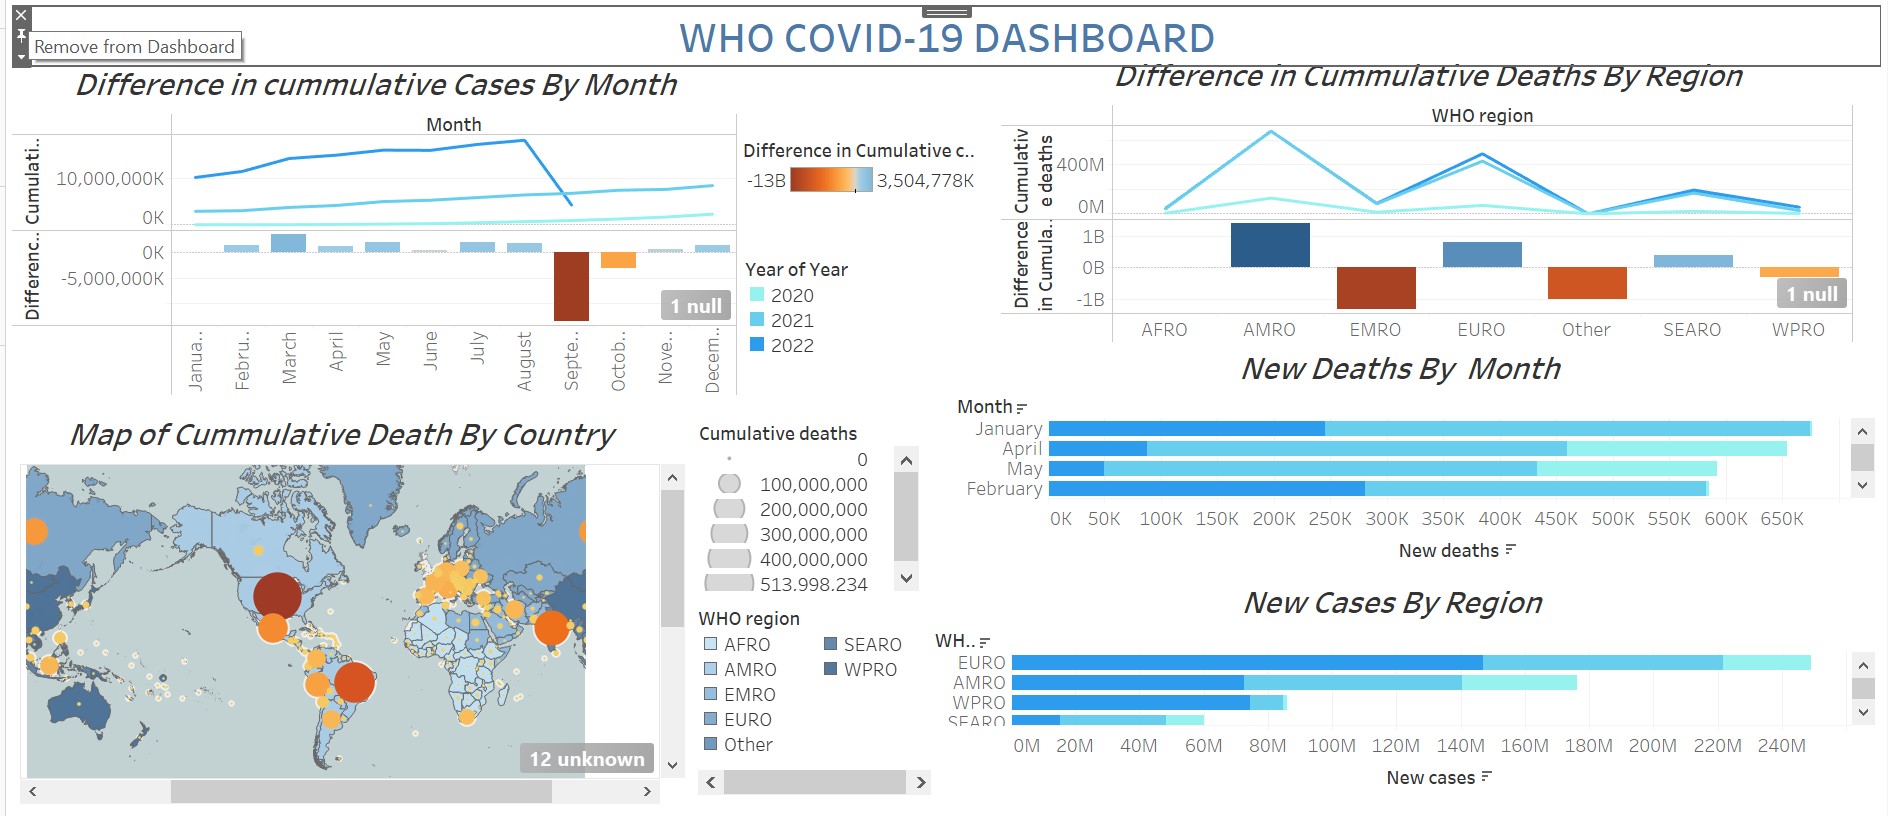 WHO COVID-19 DASHBOARD
Remove from Dashboard
Difference in cummulative Cases By Month
Month
Cumulati..
10,000,000K
0K
Differenc..
0K
-5,000,000K
1 null
Janua..
Febru..
March
April
May
June
July
August
Septe..
Octob..
Nove..
Decem..
Difference in Cumulative c..
-13B
3,504,778K
Year of Year
2020
2021
2022
Difference in Cummulative Deaths By Region
WHO region
Cumulativ
e deaths
400M
0M
Difference
in Cumula..
1B
0B
-1B
1 null
AFRO
AMRO
EMRO
EURO
Other
SEARO
WPRO
Map of Cummulative Death By Country
12 unknown
Cumulative deaths
0
100,000,000
200,000,000
300,000,000
400,000,000
513,998,234
WHO region
AFRO
AMRO
EMRO
EURO
Other
SEARO
WPRO
New Deaths By Month
Month
January
April
May
February
0K 50K 100K 150K 200K 250K 300K 350K 400K 450K 500K 550K 600K 650K
New deaths
New Cases By Region
WH..
EURO
AMRO
WPRO
SEARO
0M 20M 40M 60M 80M 100M 120M 140M 160M 180M 200M 220M 240M
New cases